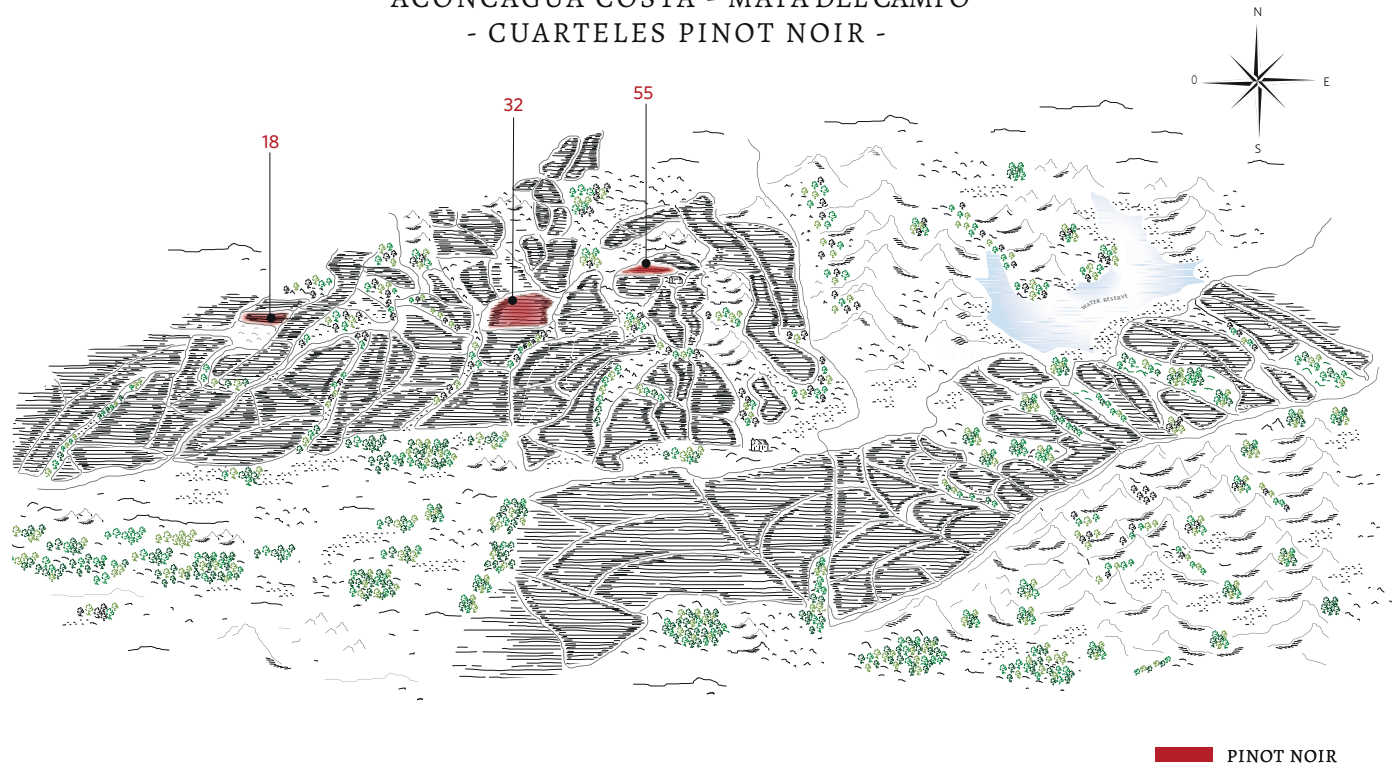 ACONCAGUA COSTA - MAYA DEL CAMPO
- CUARTELES PINOT NOIR -
N
O
E
S
18
32
55
WATER RESERVE
PINOT NOIR